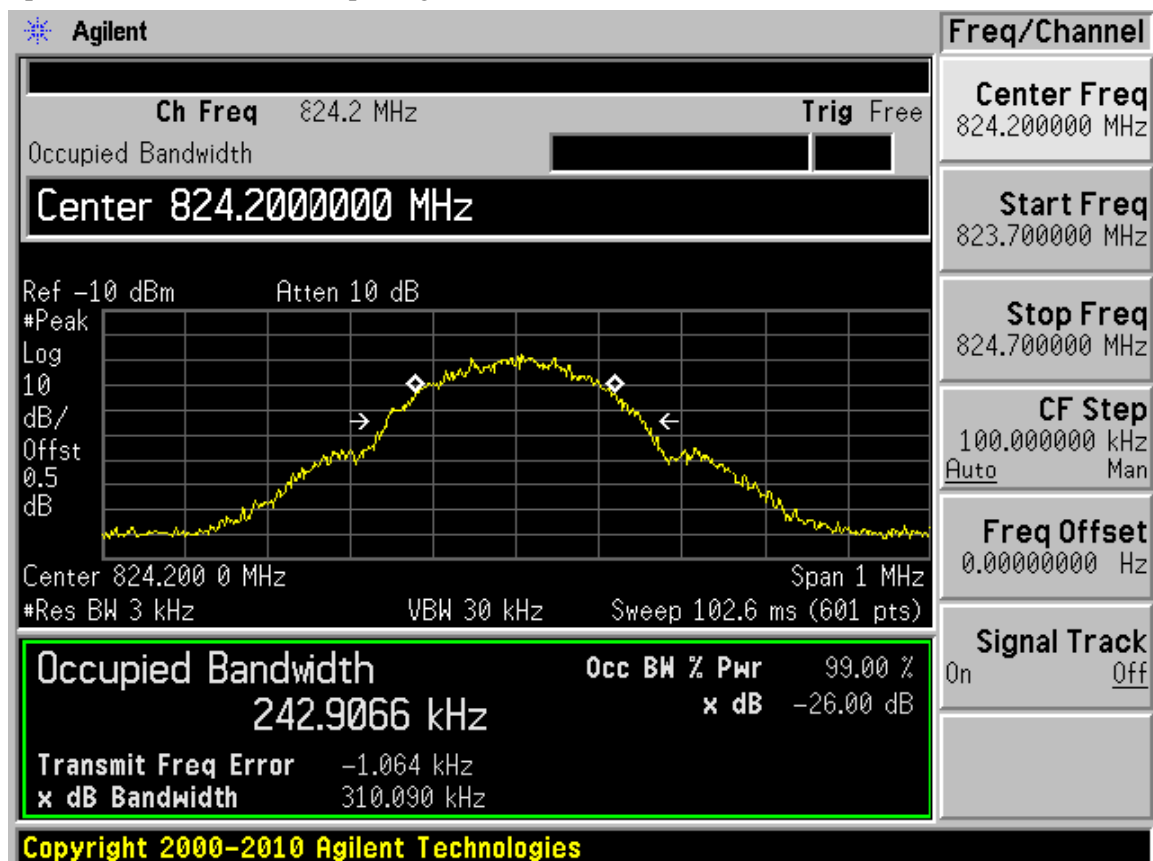 Agilent
Freq/Channel
Ch Freq 824.2 MHz Trig Free
Occupied Bandwidth
Center 824.2000000 MHz
Ref -10 dBm Atten 10 dB
#Peak
Log
10
dB/
Offst
0.5
dB
Center 824.200 0 MHz Span 1 MHz
#Res BW 3 kHz VBW 30 kHz Sweep 102.6 ms (601 pts)
Occupied Bandwidth Occ BW % Pwr 99.00 %
242.9066 kHz x dB -26.00 dB
Transmit Freq Error -1.064 kHz
x dB Bandwidth 310.090 kHz
Center Freq
824.200000 MHz
Start Freq
823.700000 MHz
Stop Freq
824.700000 MHz
CF Step
100.000000 kHz
Auto Man
Freq Offset
0.00000000 Hz
Signal Track
On Off
Copyright 2000-2010 Agilent Technologies